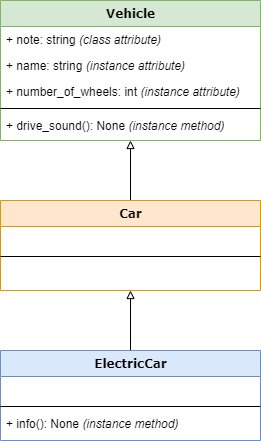 Vehicle
+ note: string (class attribute)
+ name: string (instance attribute)
+ number_of_wheels: int (instance attribute)
+ drive_sound(): None (instance method)
Car
ElectricCar
+ info(): None (instance method)